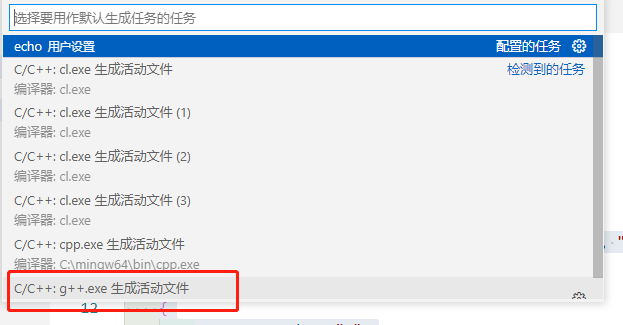 选择要用作默认生成任务的任务
echo 用户设置 配置的任务
C/C++: cl.exe 生成活动文件 检测到的任务
编译器: cl.exe
C/C++: cl.exe 生成活动文件 (1)
编译器: cl.exe
C/C++: cl.exe 生成活动文件 (2)
编译器: cl.exe
C/C++: cl.exe 生成活动文件 (3)
编译器: cl.exe
C/C++: cpp.exe 生成活动文件
, "
编译器: C:\mingw64\bin\cpp.exe
C/C++: g++.exe 生成活动文件
12 {